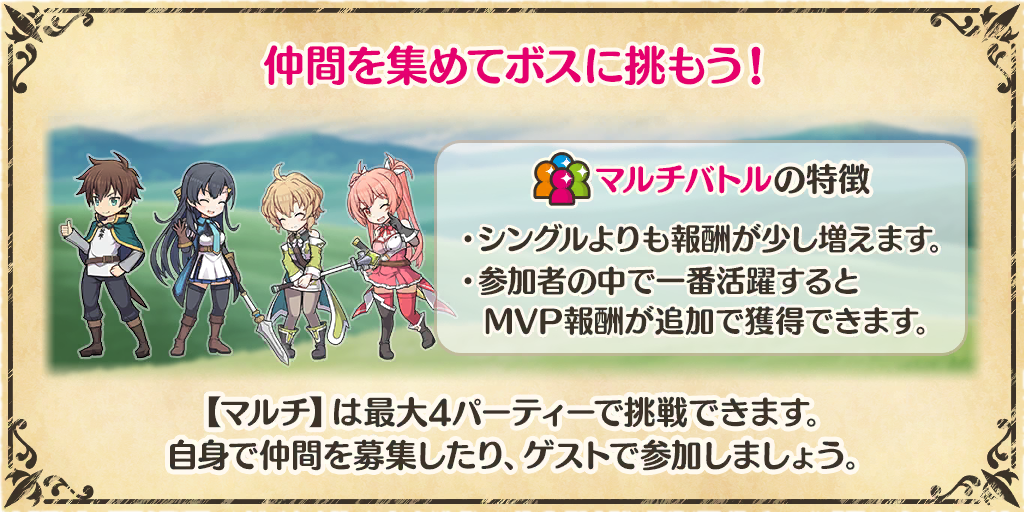 仲間を集めてボスに挑もう！
マルチバトルの特徴
・シングルよりも報酬が少し増えます。
・参加者の中で一番活躍すると
MVP報酬が追加で獲得できます。
【マルチ】は最大4パーティーで挑戦できます。
自身で仲間を募集したり、ゲストで参加しましょう。